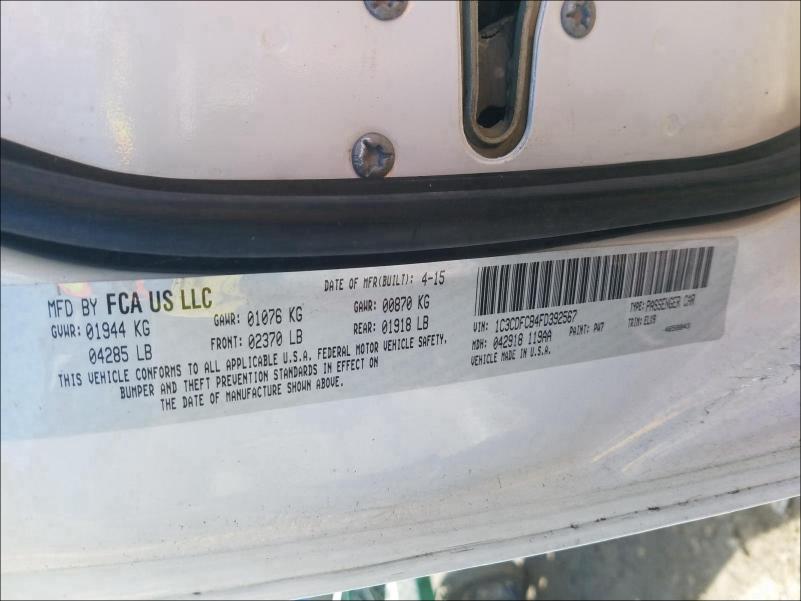 MFD BY FCA US LLC
DATE OF MFR(BUILT): 4-15
GVWR: 01944 KG
04285 LB
GAWR: 01076 KG
FRONT: 02370 LB
GAWR: 00870 KG
REAR: 01918 LB
THIS VEHICLE CONFORMS TO ALL APPLICABLE U.S.A. FEDERAL MOTOR VEHICLE SAFETY,
BUMPER AND THEFT PREVENTION STANDARDS IN EFFECT ON
THE DATE OF MANUFACTURE SHOWN ABOVE.
VIN: 1C3CDFCB4FD392567
TYPE: PASSENGER CAR
MDH: 042918 119AA
PAINT: PW7
TRIM:
VEHICLE MADE IN U.S.A.